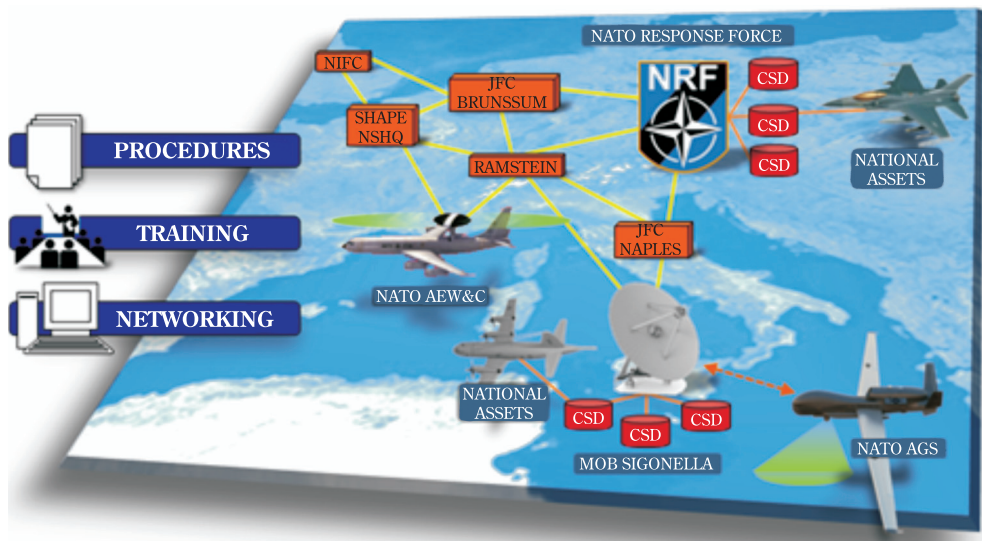 NATO RESPONSE FORCE
NIFC
JFC
BRUNSSUM
NRF
CSD
CSD
CSD
SHAPE
NSHQ
RAMSTEIN
NATIONAL
ASSETS
PROCEDURES
TRAINING
NETWORKING
JFC
NAPLES
NATO AEW&C
NATIONAL
ASSETS
CSD
CSD
CSD
MOB SIGONELLA
NATO AGS